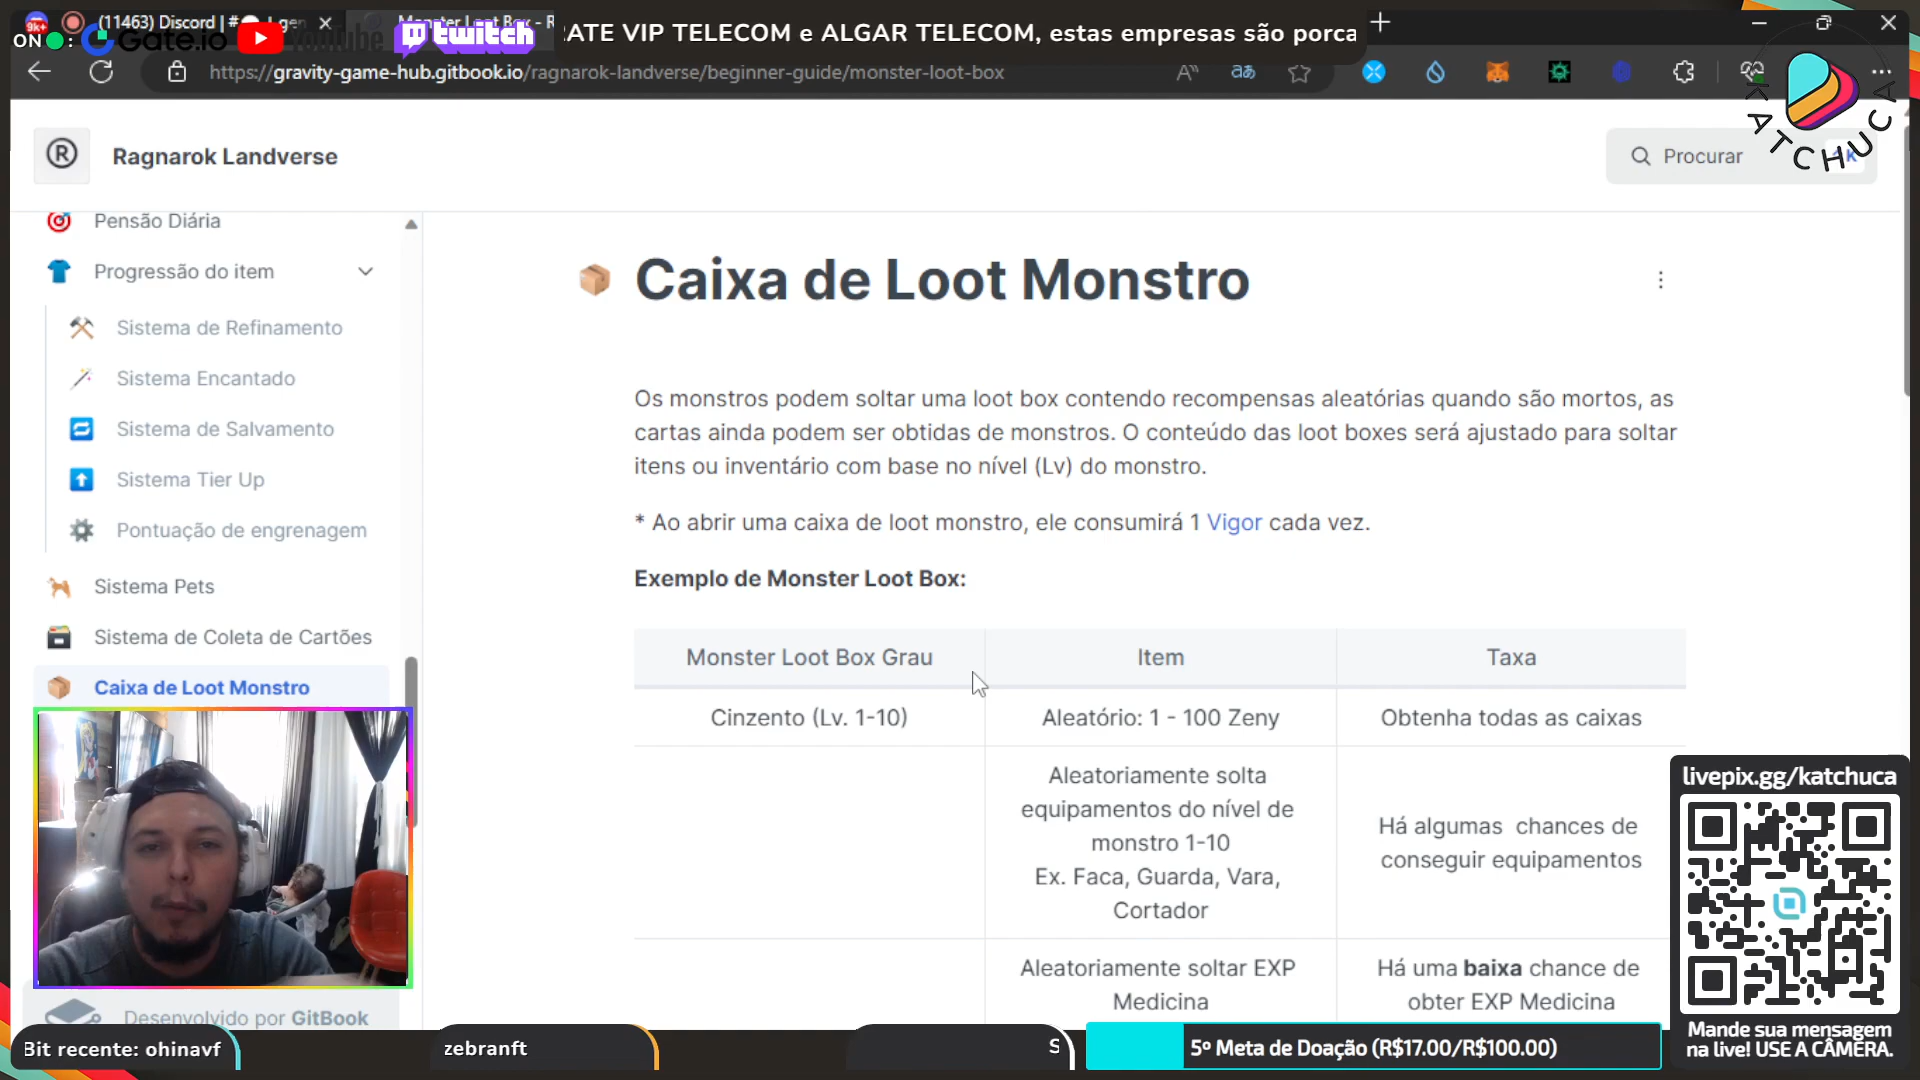 (11463) Discord | #
Monster Loot Box - R
RATE VIP TELECOM e ALGAR TELECOM, estas empresas são porca
ON
Gate.io
YouTube
twitch
https://gravity-game-hub.gitbook.io/ragnarok-landverse/beginner-guide/monster-loot-box
KATCHUCA
Ragnarok Landverse
Procurar
Pensão Diária
Progressão do item
Sistema de Refinamento
Sistema Encantado
Sistema de Salvamento
Sistema Tier Up
Pontuação de engrenagem
Sistema Pets
Sistema de Coleta de Cartões
Caixa de Loot Monstro
Desenvolvido por GitBook
Caixa de Loot Monstro
Os monstros podem soltar uma loot box contendo recompensas aleatórias quando são mortos, as
cartas ainda podem ser obtidas de monstros. O conteúdo das loot boxes será ajustado para soltar
itens ou inventário com base no nível (Lv) do monstro.
* Ao abrir uma caixa de loot monstro, ele consumirá 1 Vigor cada vez.
Exemplo de Monster Loot Box:
Monster Loot Box Grau
Item
Taxa
Cinzento (Lv. 1-10)
Aleatório: 1 - 100 Zeny
Obtenha todas as caixas
Aleatoriamente solta
equipamentos do nível de
monstro 1-10
Ex. Faca, Guarda, Vara,
Cortador
Há algumas chances de
conseguir equipamentos
Aleatoriamente soltar EXP
Medicina
Há uma baixa chance de
obter EXP Medicina
livepix.gg/katchuca
Mande sua mensagem
na live! USE A CÂMERA.
Bit recente: ohinavf
zebranft
S
5º Meta de Doação (R$17.00/R$100.00)